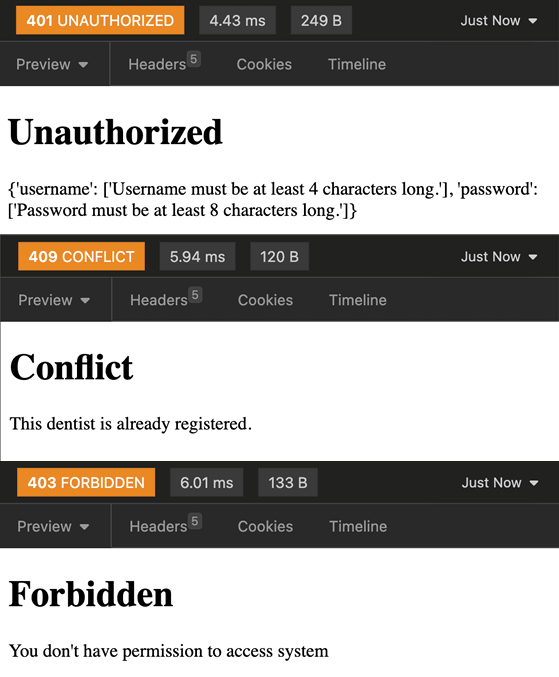 401 UNAUTHORIZED 4.43 ms 249 B Just Now
Preview Headers 5 Cookies Timeline
Unauthorized
{'username': ['Username must be at least 4 characters long.'], 'password':
['Password must be at least 8 characters long.']}
409 CONFLICT 5.94 ms 120 B Just Now
Preview Headers 5 Cookies Timeline
Conflict
This dentist is already registered.
403 FORBIDDEN 6.01 ms 133 B Just Now
Preview Headers 5 Cookies Timeline
Forbidden
You don't have permission to access system